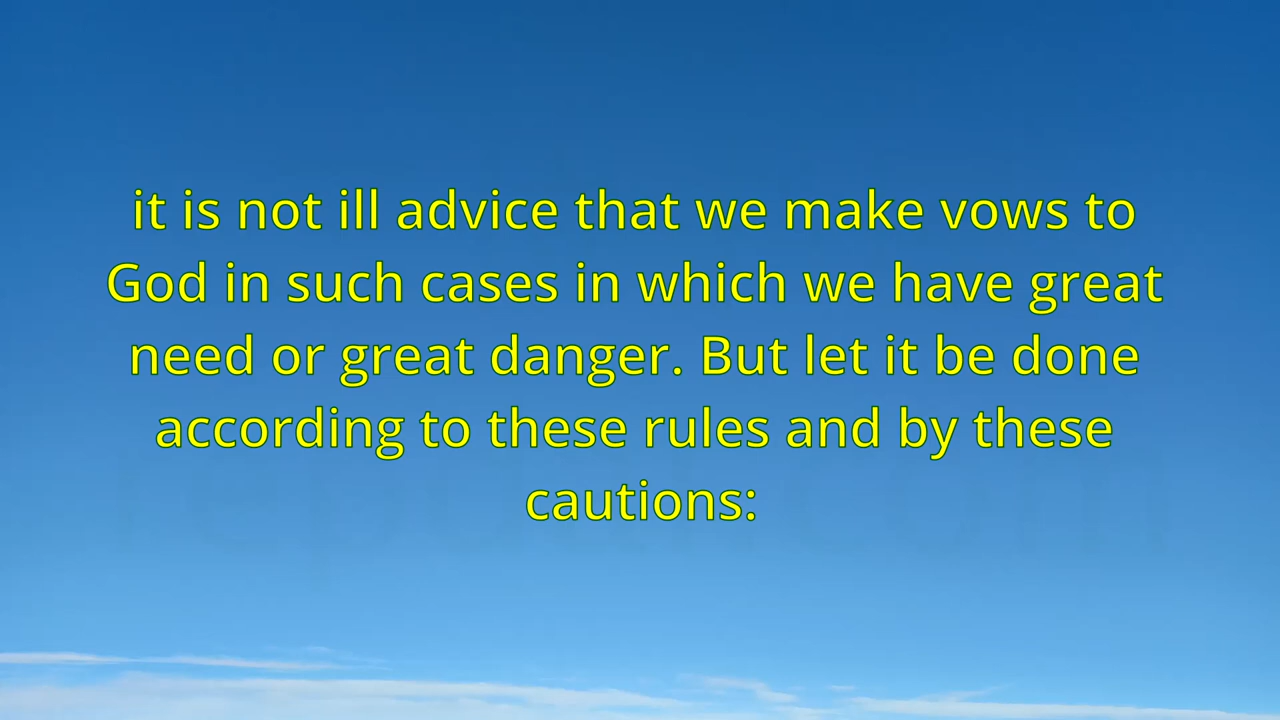 it is not ill advice that we make vows to
God in such cases in which we have great
need or great danger. But let it be done
according to these rules and by these
cautions: